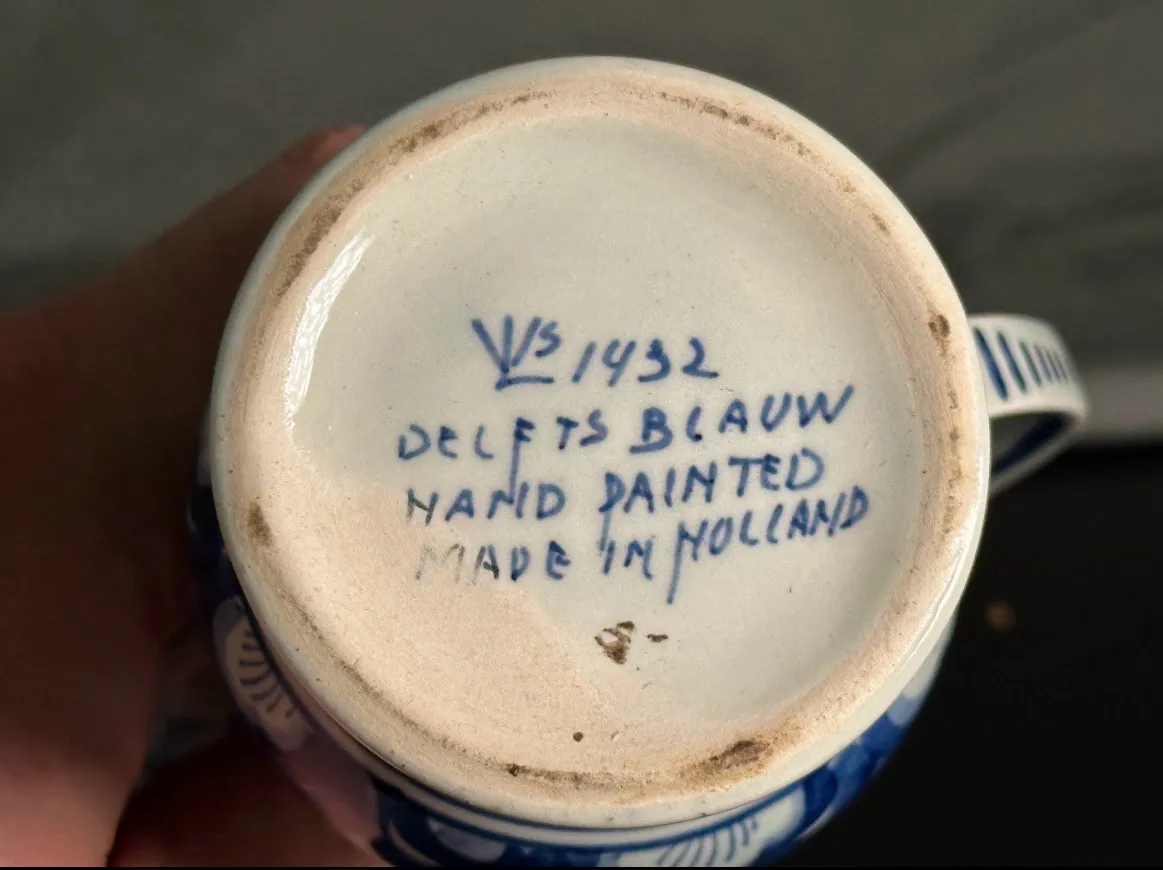 WS 1432
DELFTS BLAUW
HAND PAINTED
MADE IN HOLLAND